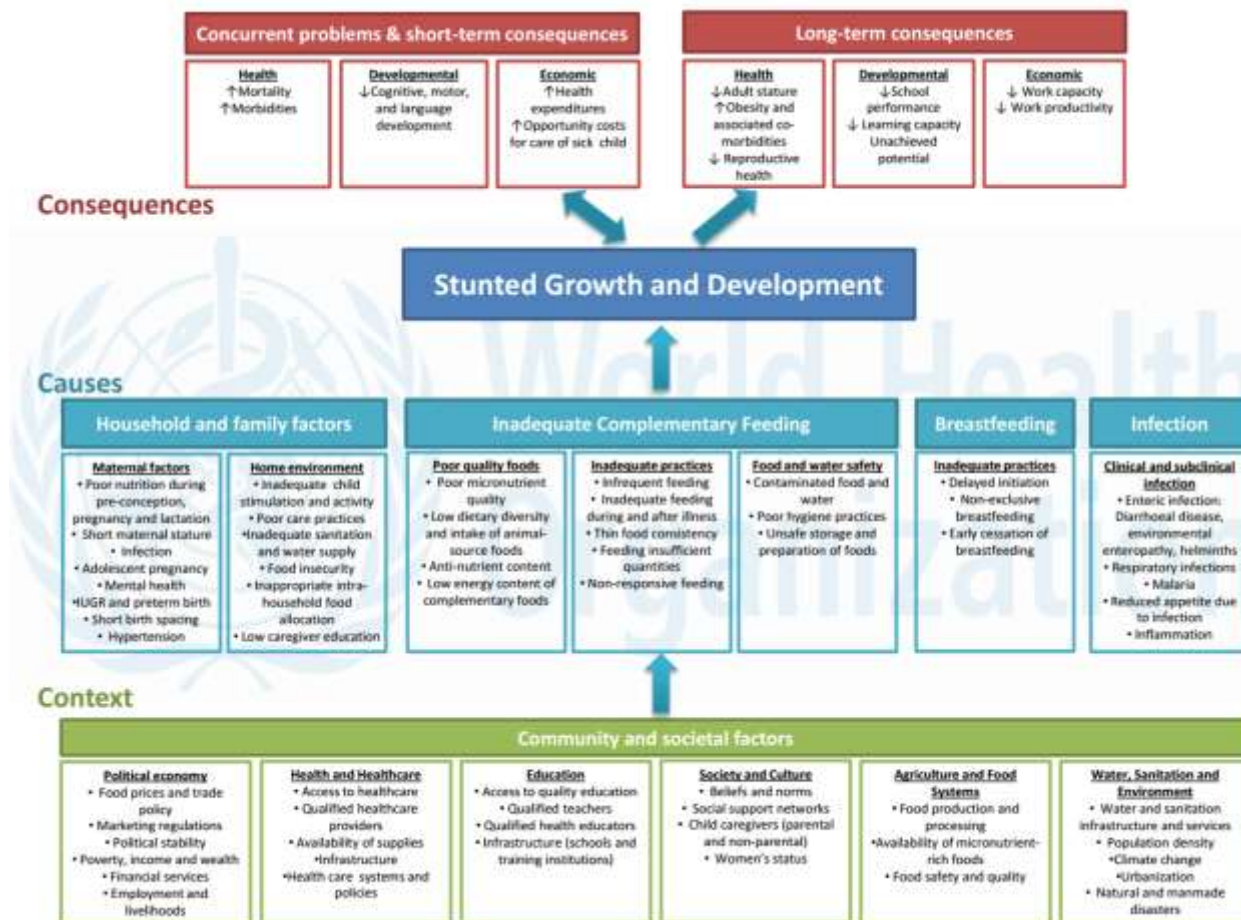 Concurrent problems & short-term consequences
Health
↑Mortality
↑Morbidities
Developmental
↓Cognitive, motor,
and language
development
Economic
↑Health
expenditures
↑Opportunity costs
for care of sick child
Long-term consequences
Health
↓Adult stature
↑Obesity and
associated co-
morbidities
↓ Reproductive
health
Developmental
↓School
performance
↓ Learning capacity
Unachieved
potential
Economic
↓ Work capacity
↓ Work productivity
Consequences
Stunted Growth and Development
World Health
Organization
Causes
Household and family factors
Maternal factors
• Poor nutrition during
pre-conception,
pregnancy and lactation
• Short maternal stature
• Infection
• Adolescent pregnancy
• Mental health
•IUGR and preterm birth
• Short birth spacing
• Hypertension
Home environment
• Inadequate child
stimulation and activity
• Poor care practices
•Inadequate sanitation
and water supply
• Food insecurity
• Inappropriate intra-
household food
allocation
• Low caregiver education
Inadequate Complementary Feeding
Poor quality foods
• Poor micronutrient
quality
• Low dietary diversity
and intake of animal-
source foods
• Anti-nutrient content
• Low energy content of
complementary foods
Inadequate practices
• Infrequent feeding
• Inadequate feeding
during and after illness
• Thin food consistency
• Feeding insufficient
quantities
• Non-responsive feeding
Food and water safety
• Contaminated food and
water
• Poor hygiene practices
• Unsafe storage and
preparation of foods
Breastfeeding
Inadequate practices
• Delayed initiation
• Non-exclusive
breastfeeding
• Early cessation of
breastfeeding
Infection
Clinical and subclinical
infection
• Enteric infection:
Diarrhoeal disease,
environmental
enteropathy, helminths
• Respiratory infections
• Malaria
• Reduced appetite due
to infection
• Inflammation
Context
Community and societal factors
Political economy
• Food prices and trade
policy
• Marketing regulations
• Political stability
• Poverty, income and wealth
• Financial services
• Employment and
livelihoods
Health and Healthcare
• Access to healthcare
• Qualified healthcare
providers
• Availability of supplies
•Infrastructure
•Health care systems and
policies
Education
• Access to quality education
• Qualified teachers
• Qualified health educators
• Infrastructure (schools and
training institutions)
Society and Culture
• Beliefs and norms
• Social support networks
• Child caregivers (parental
and non-parental)
• Women's status
Agriculture and Food
Systems
• Food production and
processing
•Availability of micronutrient-
rich foods
• Food safety and quality
Water, Sanitation and
Environment
• Water and sanitation
infrastructure and services
• Population density
•Climate change
•Urbanization
• Natural and manmade
disasters